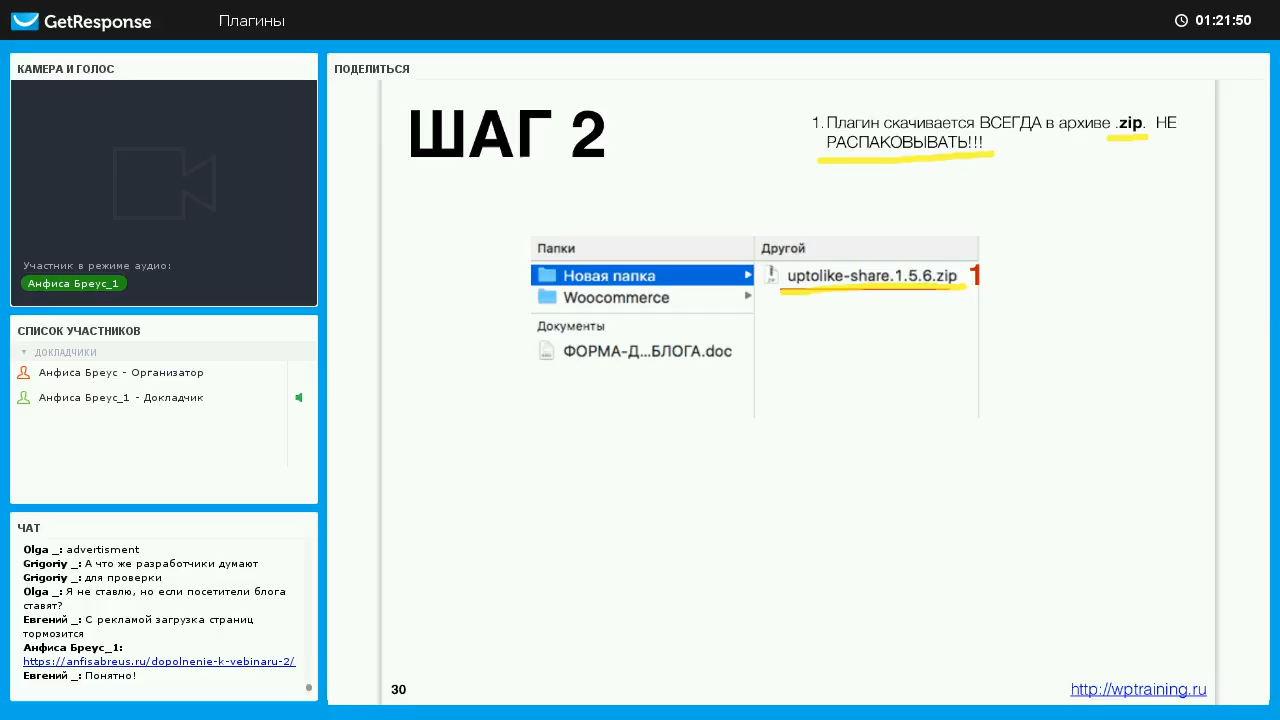 GetResponse
Плагины
01:21:50
КАМЕРА И ГОЛОС
Участник в режиме аудио:
Анфиса Бреус_1
СПИСОК УЧАСТНИКОВ
ДОКЛАДЧИКИ
Анфиса Бреус - Организатор
Анфиса Бреус_1 - Докладчик
ЧАТ
Olga _: advertisment
Grigoriy _: А что же разработчики думают
Grigoriy _: для проверки
Olga _: Я не ставлю, но если посетители блога
ставят?
Евгений _: С рекламой загрузка страниц
тормозится
Анфиса Бреус_1:
https://anfisabreus.ru/dopolnenie-k-vebinaru-2/
Евгений _: Понятно!
ПОДЕЛИТЬСЯ
ШАГ 2
1. Плагин скачивается ВСЕГДА в архиве .zip. НЕ
РАСПАКОВЫВАТЬ!!!
Папки
Новая папка
Woocommerce
Документы
ФОРМА-Д...БЛОГА.doc
Другой
uptolike-share.1.5.6.zip 1
30
http://wptraining.ru